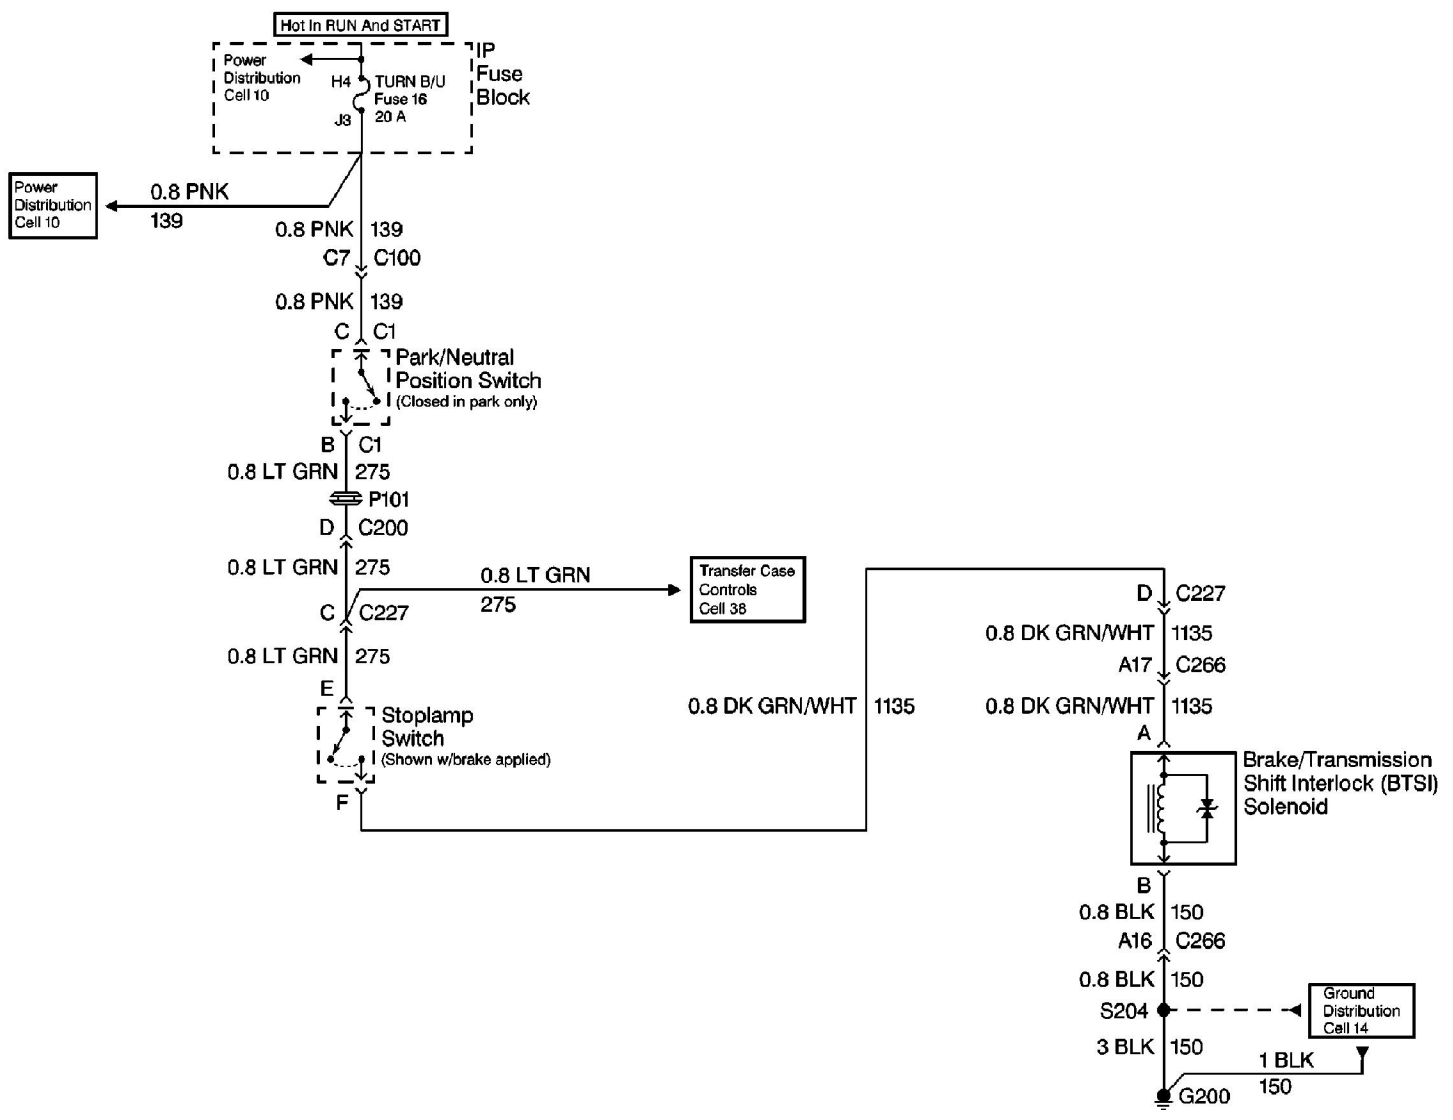 Hot In RUN And START
IP
Fuse
Block
Power
Distribution
Cell 10
H4
TURN B/U
Fuse 16
20 A
J3
Power
Distribution
Cell 10
0.8 PNK
139
0.8 PNK 139
C7 C100
0.8 PNK 139
C C1
Park/Neutral
Position Switch
(Closed in park only)
B C1
0.8 LT GRN 275
P101
D C200
0.8 LT GRN 275
0.8 LT GRN
275
Transfer Case
Controls
Cell 38
C C227
0.8 LT GRN 275
E
Stoplamp
Switch
(Shown w/brake applied)
F
0.8 DK GRN/WHT 1135
D C227
0.8 DK GRN/WHT 1135
A17 C266
0.8 DK GRN/WHT 1135
A
Brake/Transmission
Shift Interlock (BTSI)
Solenoid
B
0.8 BLK 150
A16 C266
0.8 BLK 150
S204
Ground
Distribution
Cell 14
3 BLK 150
1 BLK
150
G200